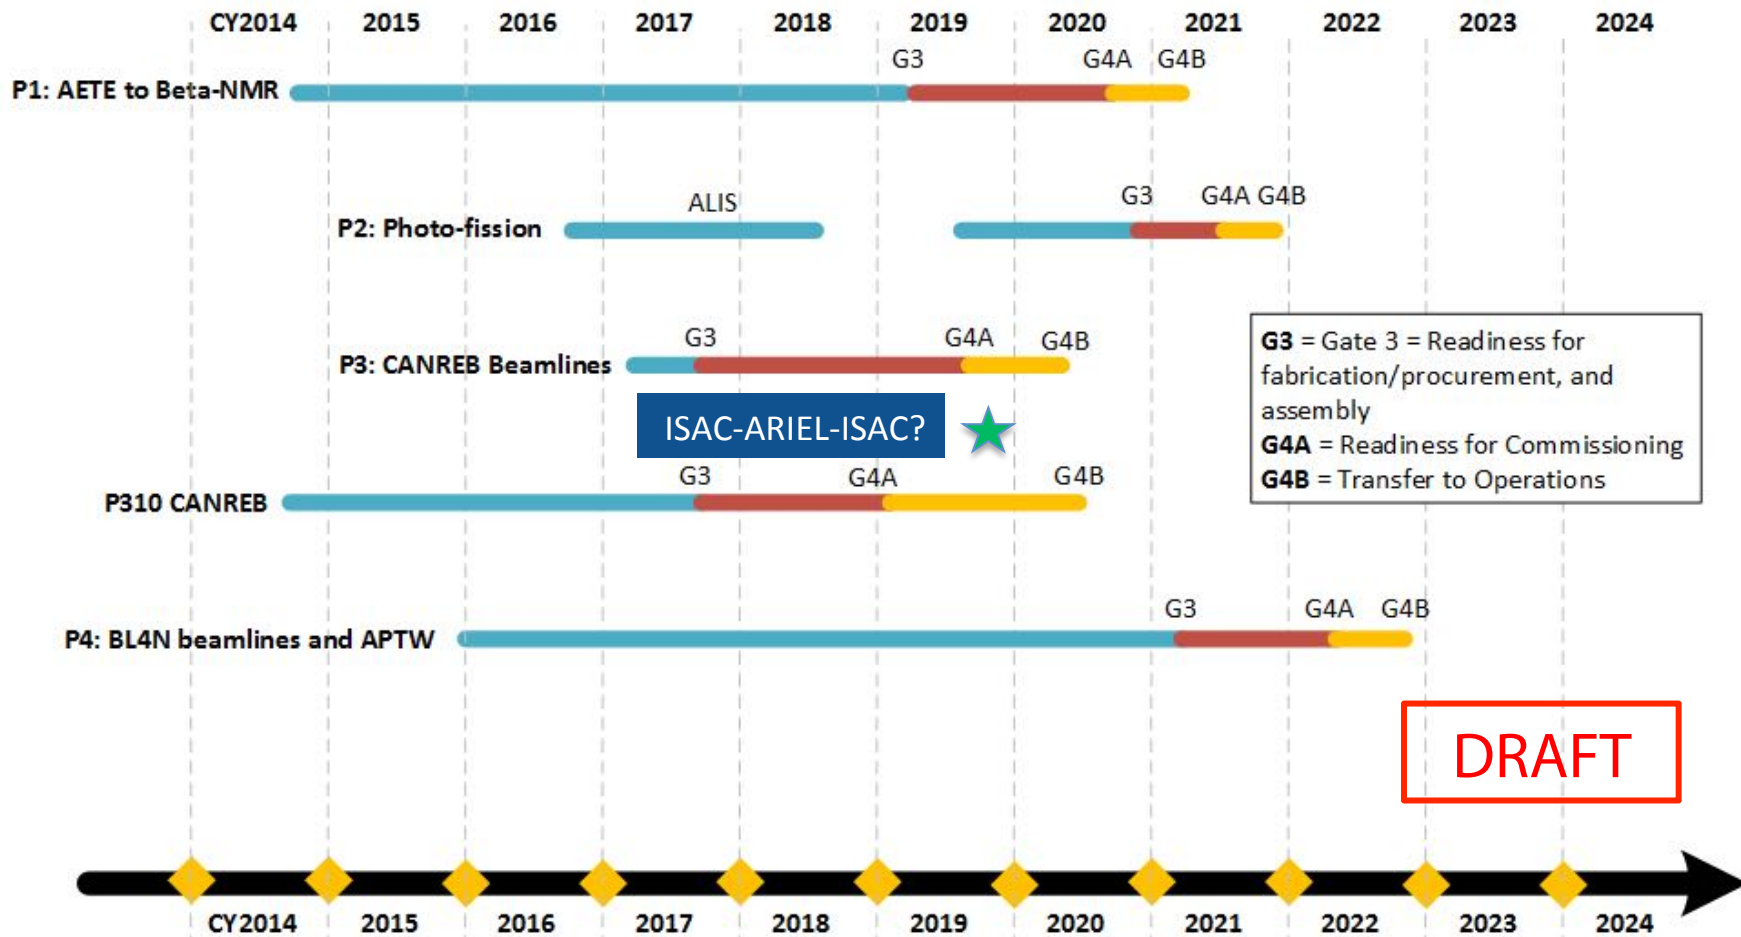 CY2014 2015 2016 2017 2018 2019 2020 2021 2022 2023 2024
G3 G4A G4B
P1: AETE to Beta-NMR
ALIS G3 G4A G4B
P2: Photo-fission
G3 G4A G4B
P3: CANREB Beamlines
G3 = Gate 3 = Readiness for
fabrication/procurement, and
assembly
G4A = Readiness for Commissioning
G4B = Transfer to Operations
ISAC-ARIEL-ISAC?
G3 G4A G4B
P310 CANREB
G3 G4A G4B
P4: BL4N beamlines and APTW
DRAFT
CY2014 2015 2016 2017 2018 2019 2020 2021 2022 2023 2024